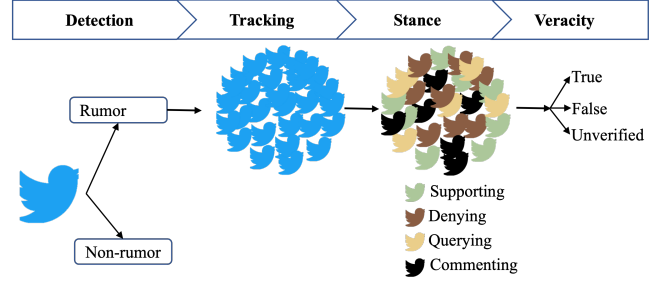 Detection
Tracking
Stance
Veracity
Rumor
Non-rumor
True
False
Unverified
Supporting
Denying
Querying
Commenting